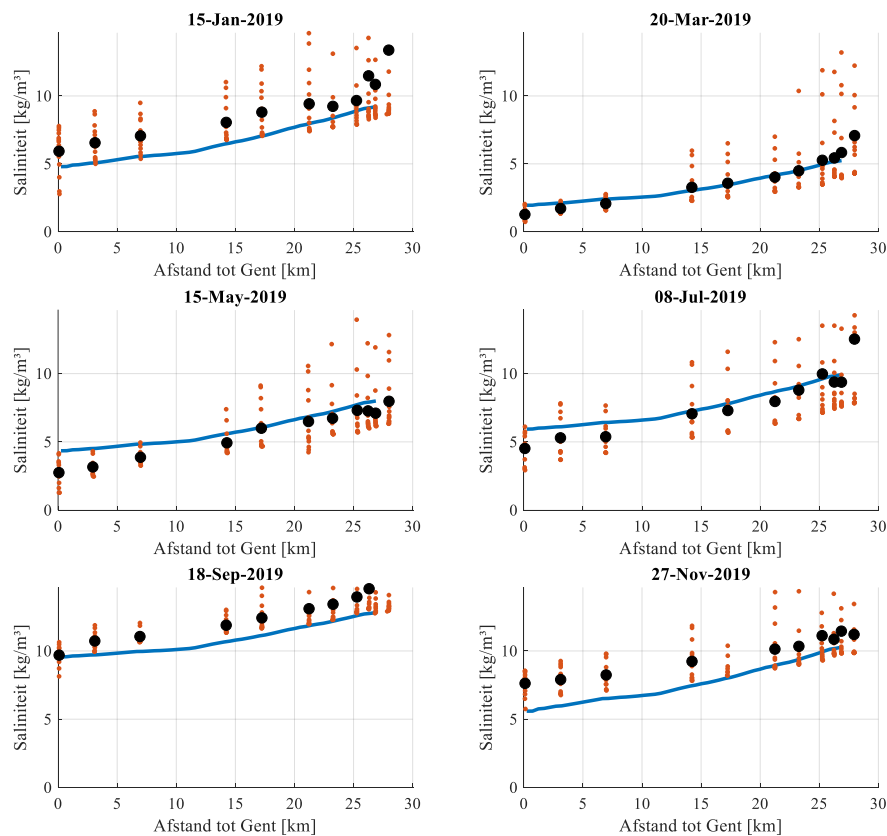 15-Jan-2019
Saliniteit [kg/m³]
10
5
0
0 5 10 15 20 25 30
Afstand tot Gent [km]
20-Mar-2019
Saliniteit [kg/m³]
10
5
0
0 5 10 15 20 25 30
Afstand tot Gent [km]
15-May-2019
Saliniteit [kg/m³]
10
5
0
0 5 10 15 20 25 30
Afstand tot Gent [km]
08-Jul-2019
Saliniteit [kg/m³]
10
5
0
0 5 10 15 20 25 30
Afstand tot Gent [km]
18-Sep-2019
Saliniteit [kg/m³]
10
5
0
0 5 10 15 20 25 30
Afstand tot Gent [km]
27-Nov-2019
Saliniteit [kg/m³]
10
5
0
0 5 10 15 20 25 30
Afstand tot Gent [km]